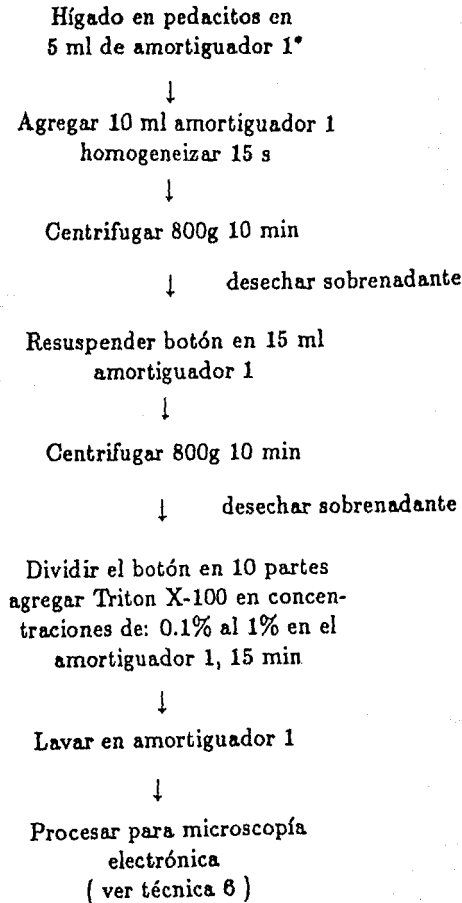 Hígado en pedacitos en
5 ml de amortiguador 1*
↓
Agregar 10 ml amortiguador 1
homogeneizar 15 s
↓
Centrifugar 800g 10 min
↓ desechar sobrenadante
Resuspender botón en 15 ml
amortiguador 1
↓
Centrifugar 800g 10 min
↓ desechar sobrenadante
Dividir el botón en 10 partes
agregar Triton X-100 en concen-
traciones de: 0.1% al 1% en el
amortiguador 1, 15 min
↓
Lavar en amortiguador 1
↓
Procesar para microscopía
electrónica
( ver técnica 6 )